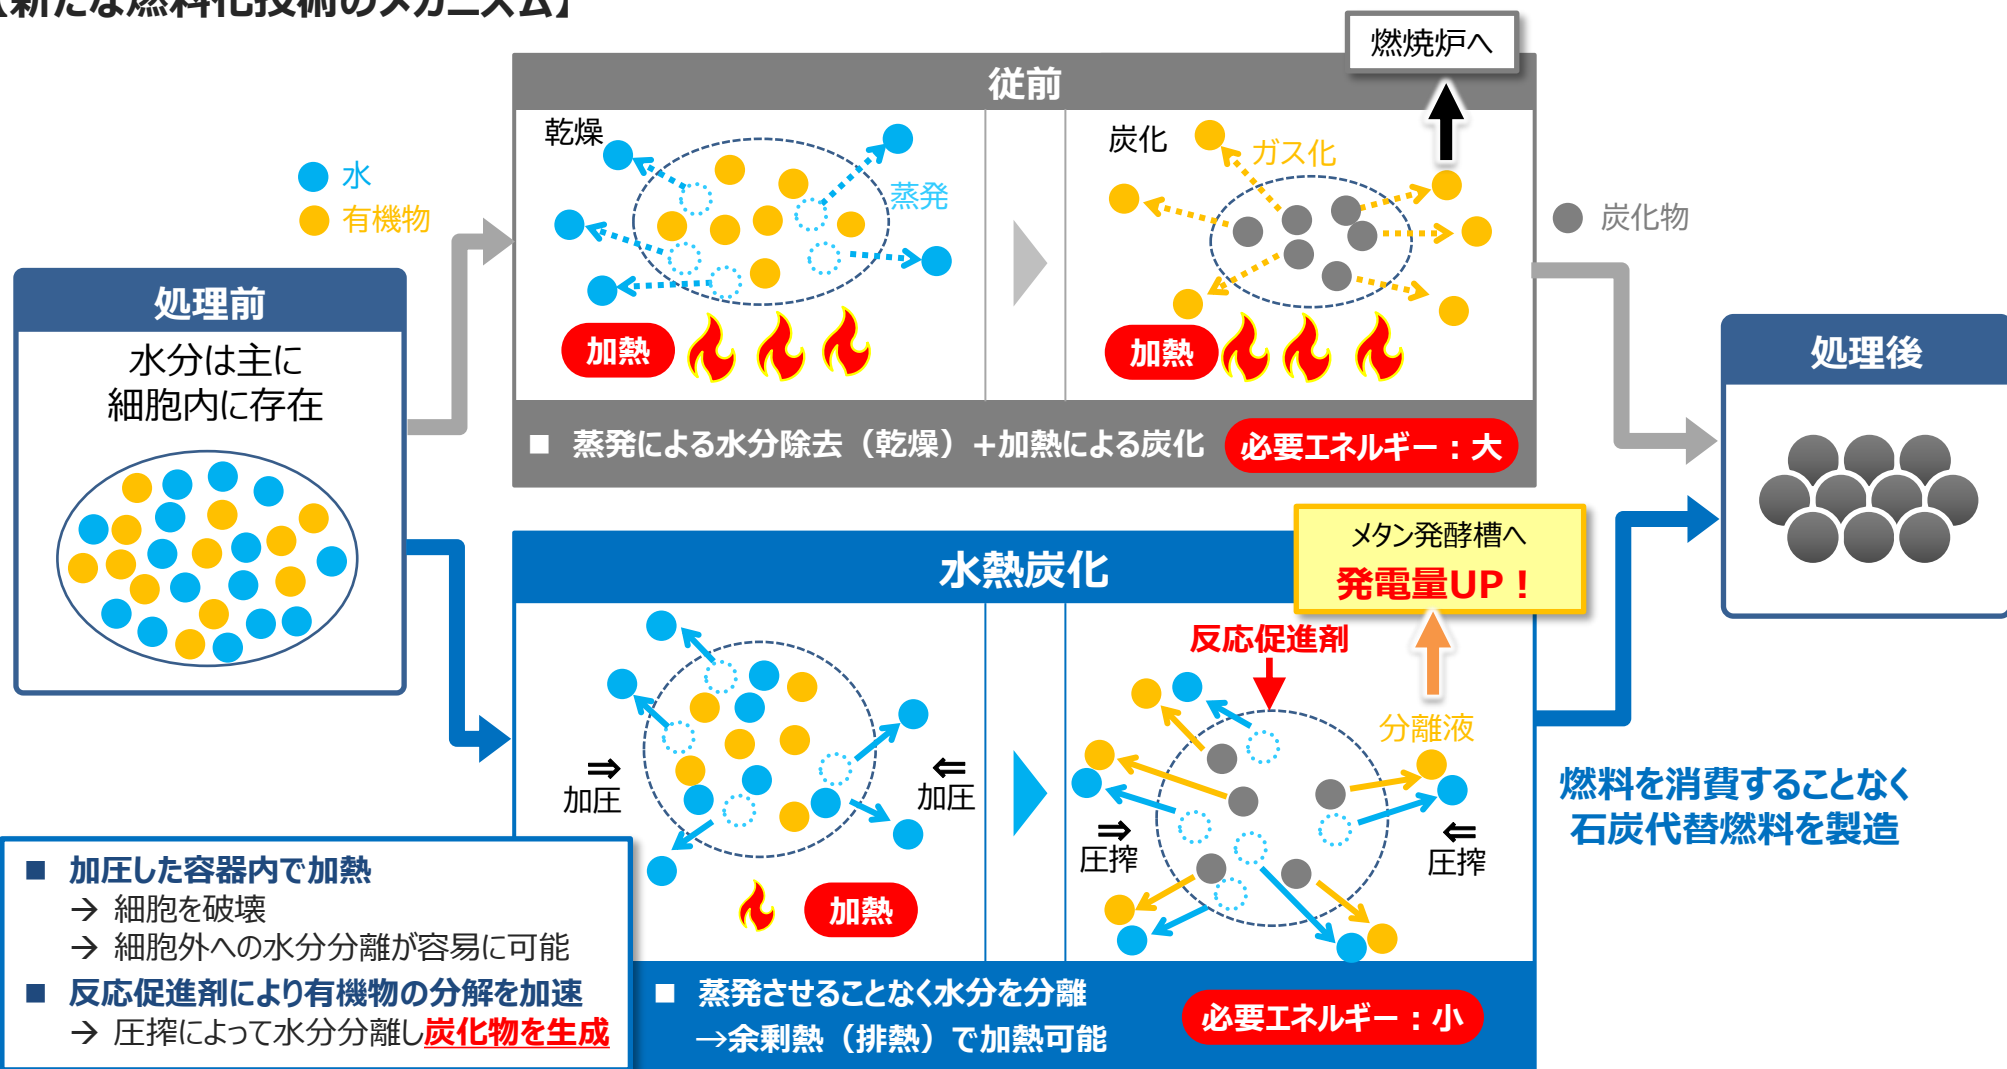 【新たな燃料化技術のメカニズム】
燃焼炉へ
従前
乾燥
蒸発
炭化
ガス化
水
有機物
炭化物
加熱
加熱
■ 蒸発による水分除去（乾燥）+加熱による炭化
必要エネルギー：大
処理前
水分は主に
細胞内に存在
処理後
水熱炭化
メタン発酵槽へ
発電量UP！
反応促進剤
分離液
⇒
加圧
⇐
加圧
⇒
圧搾
⇐
圧搾
加熱
燃料を消費することなく
石炭代替燃料を製造
■ 加圧した容器内で加熱
→ 細胞を破壊
→ 細胞外への水分分離が容易に可能
■ 反応促進剤により有機物の分解を加速
→ 圧搾によって水分分離し炭化物を生成
■ 蒸発させることなく水分を分離
→余剰熱（排熱）で加熱可能
必要エネルギー：小